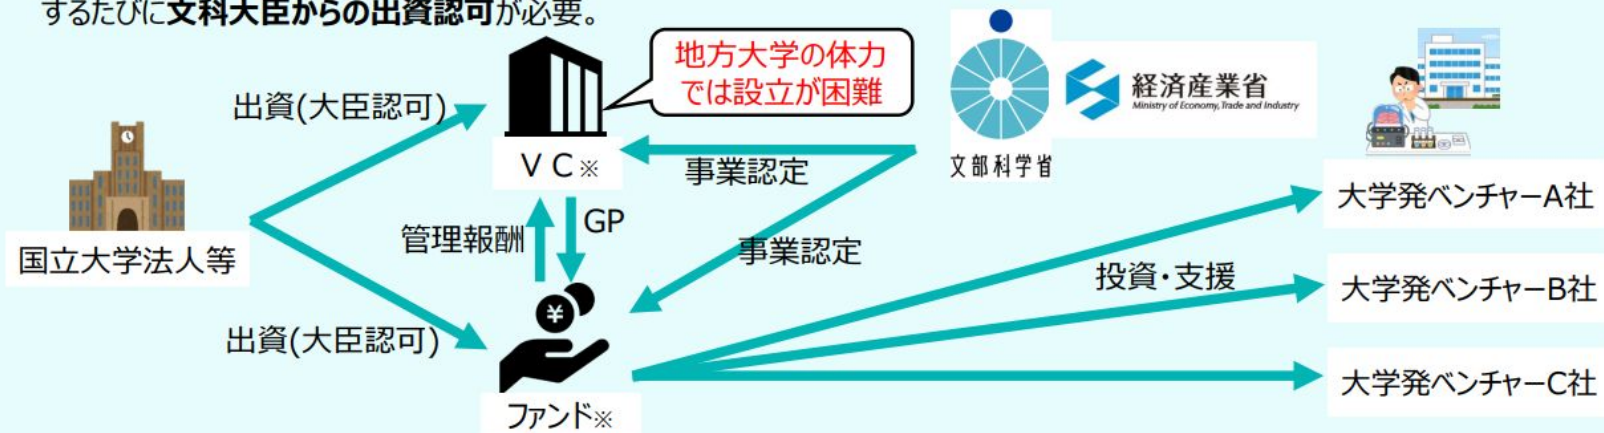 するたびに文科大臣からの出資認可が必要。
地方大学の体力
では設立が困難
出資(大臣認可)
経済産業省
Ministry of Economy, Trade and Industry
ＶＣ※
事業認定
文部科学省
大学発ベンチャーA社
管理報酬
GP
国立大学法人等
事業認定
投資・支援
大学発ベンチャーB社
¥
出資(大臣認可)
大学発ベンチャーC社
ファンド※